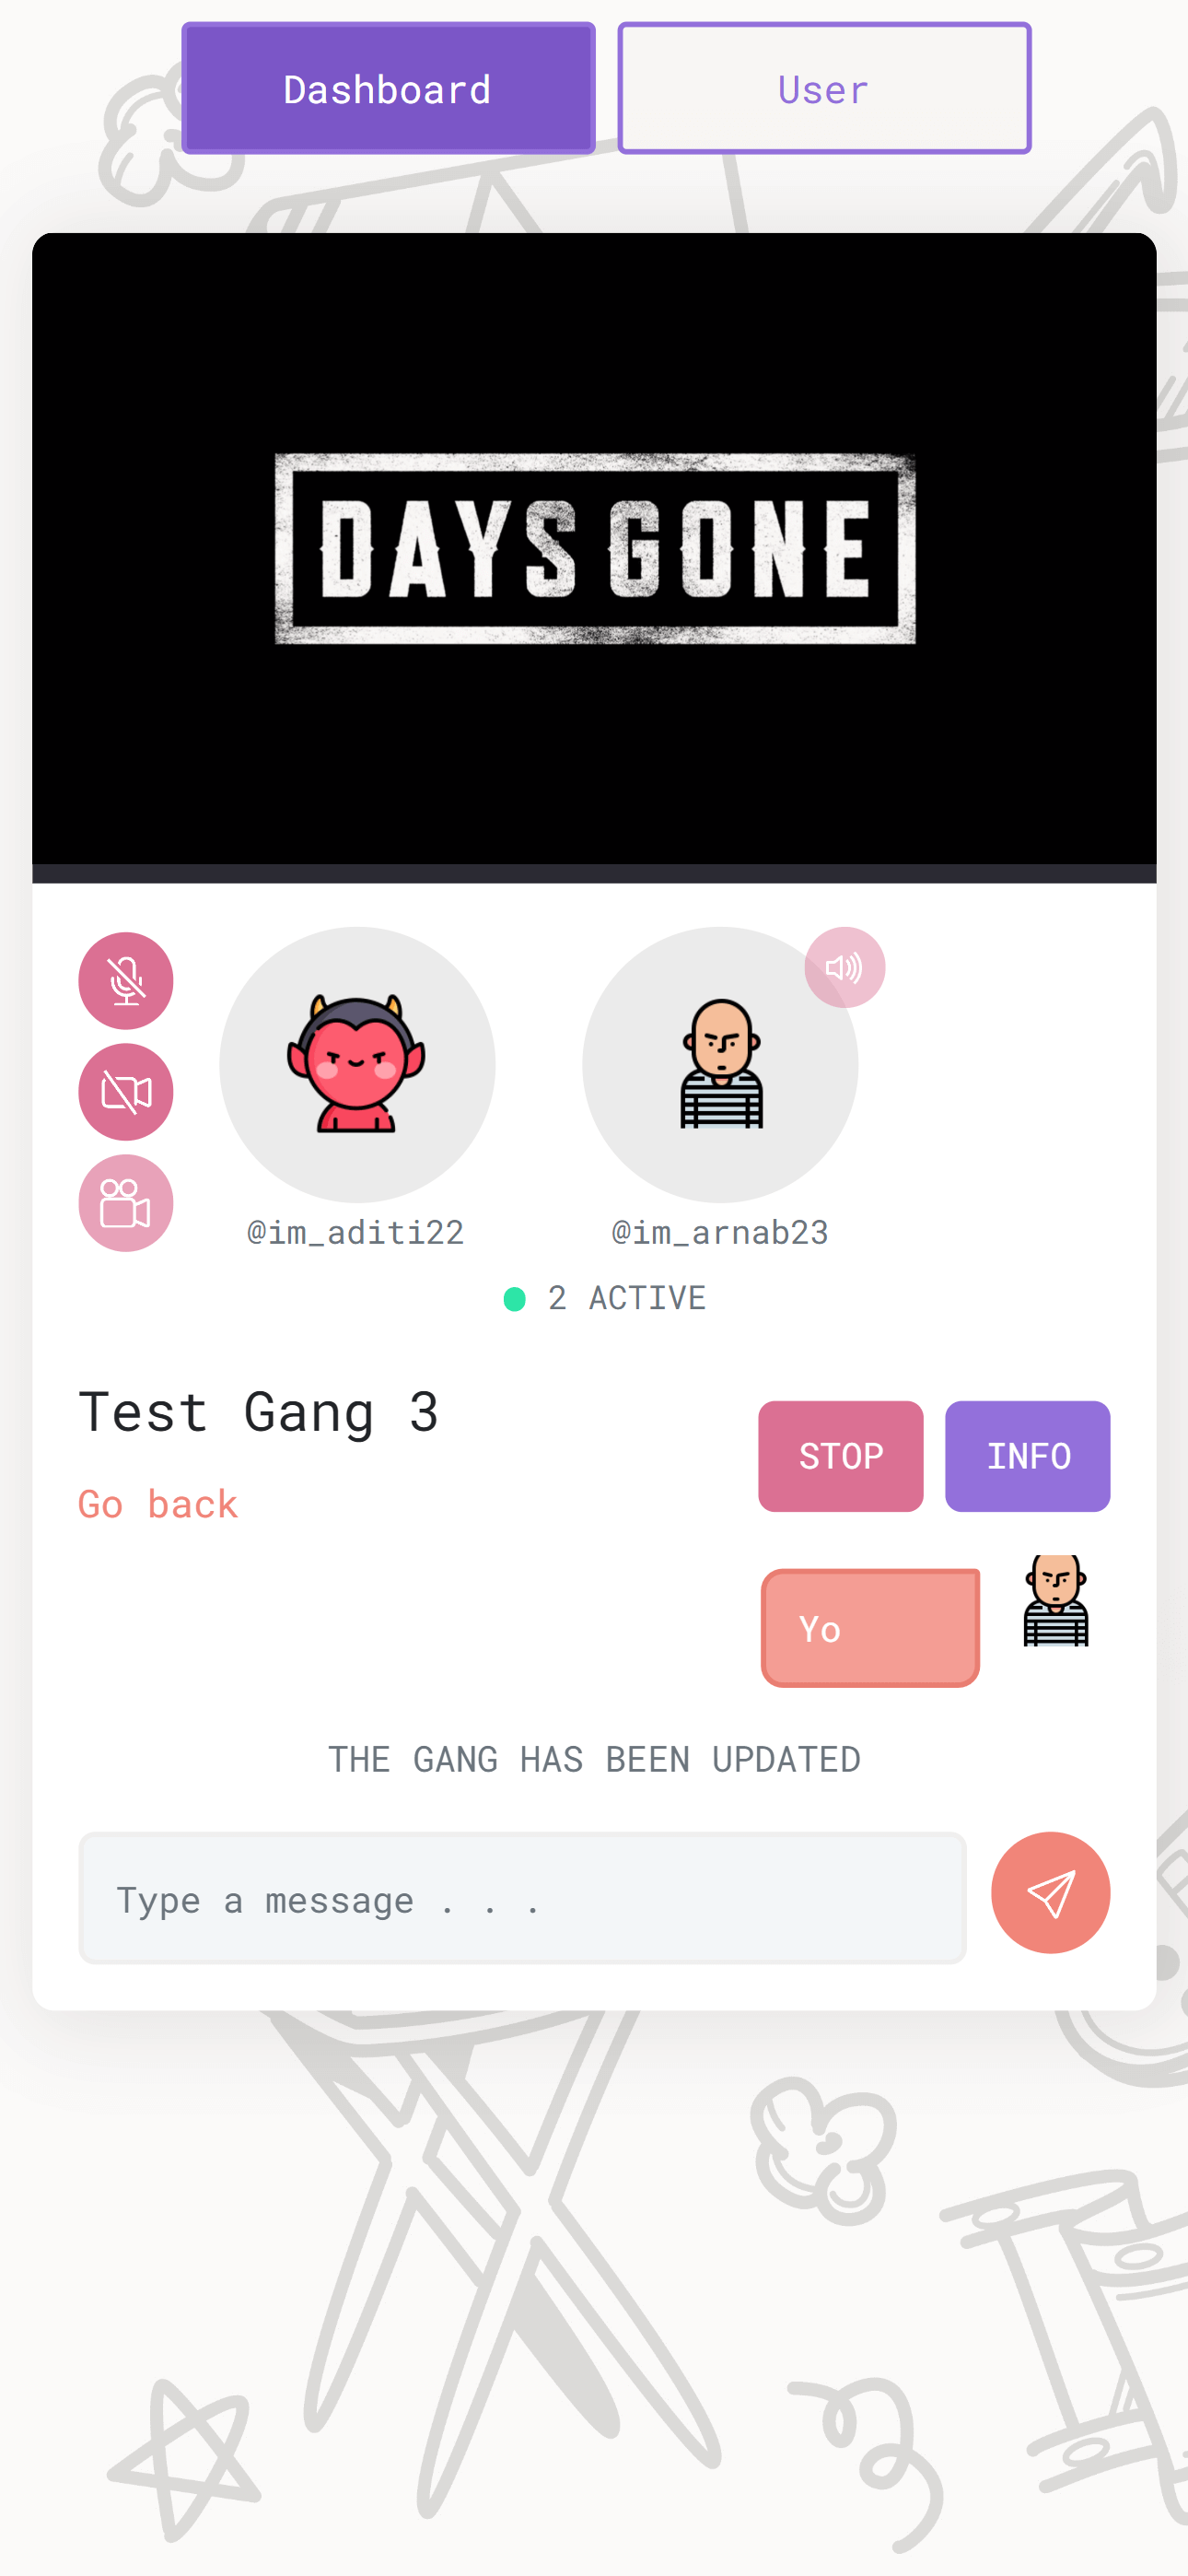 Dashboard
User
DAYS GONE
@im_aditi22
@im_arnab23
2 ACTIVE
Test Gang 3
Go back
STOP
INFO
Yo
THE GANG HAS BEEN UPDATED
Type a message . . .